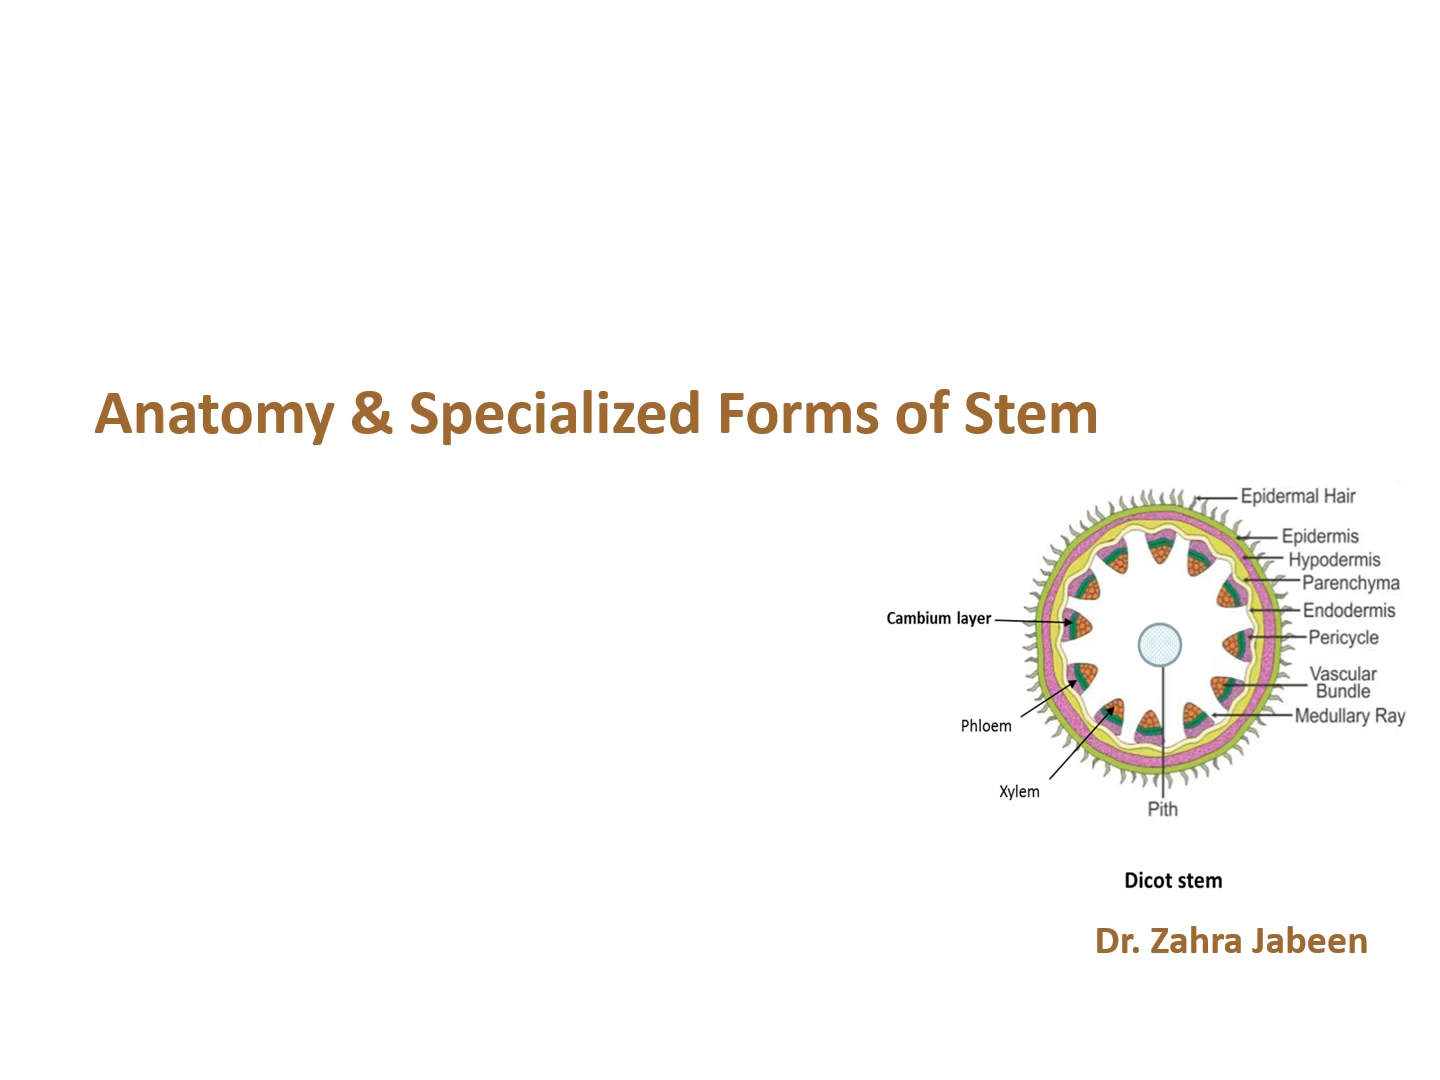 Anatomy & Specialized Forms of Stem
Epidermal Hair
Epidermis
Hypodermis
Parenchyma
Endodermis
Cambium layer
Pericycle
Vascular
Bundle
Medullary Ray
Phloem
Xylem
Pith
Dicot stem
Dr. Zahra Jabeen